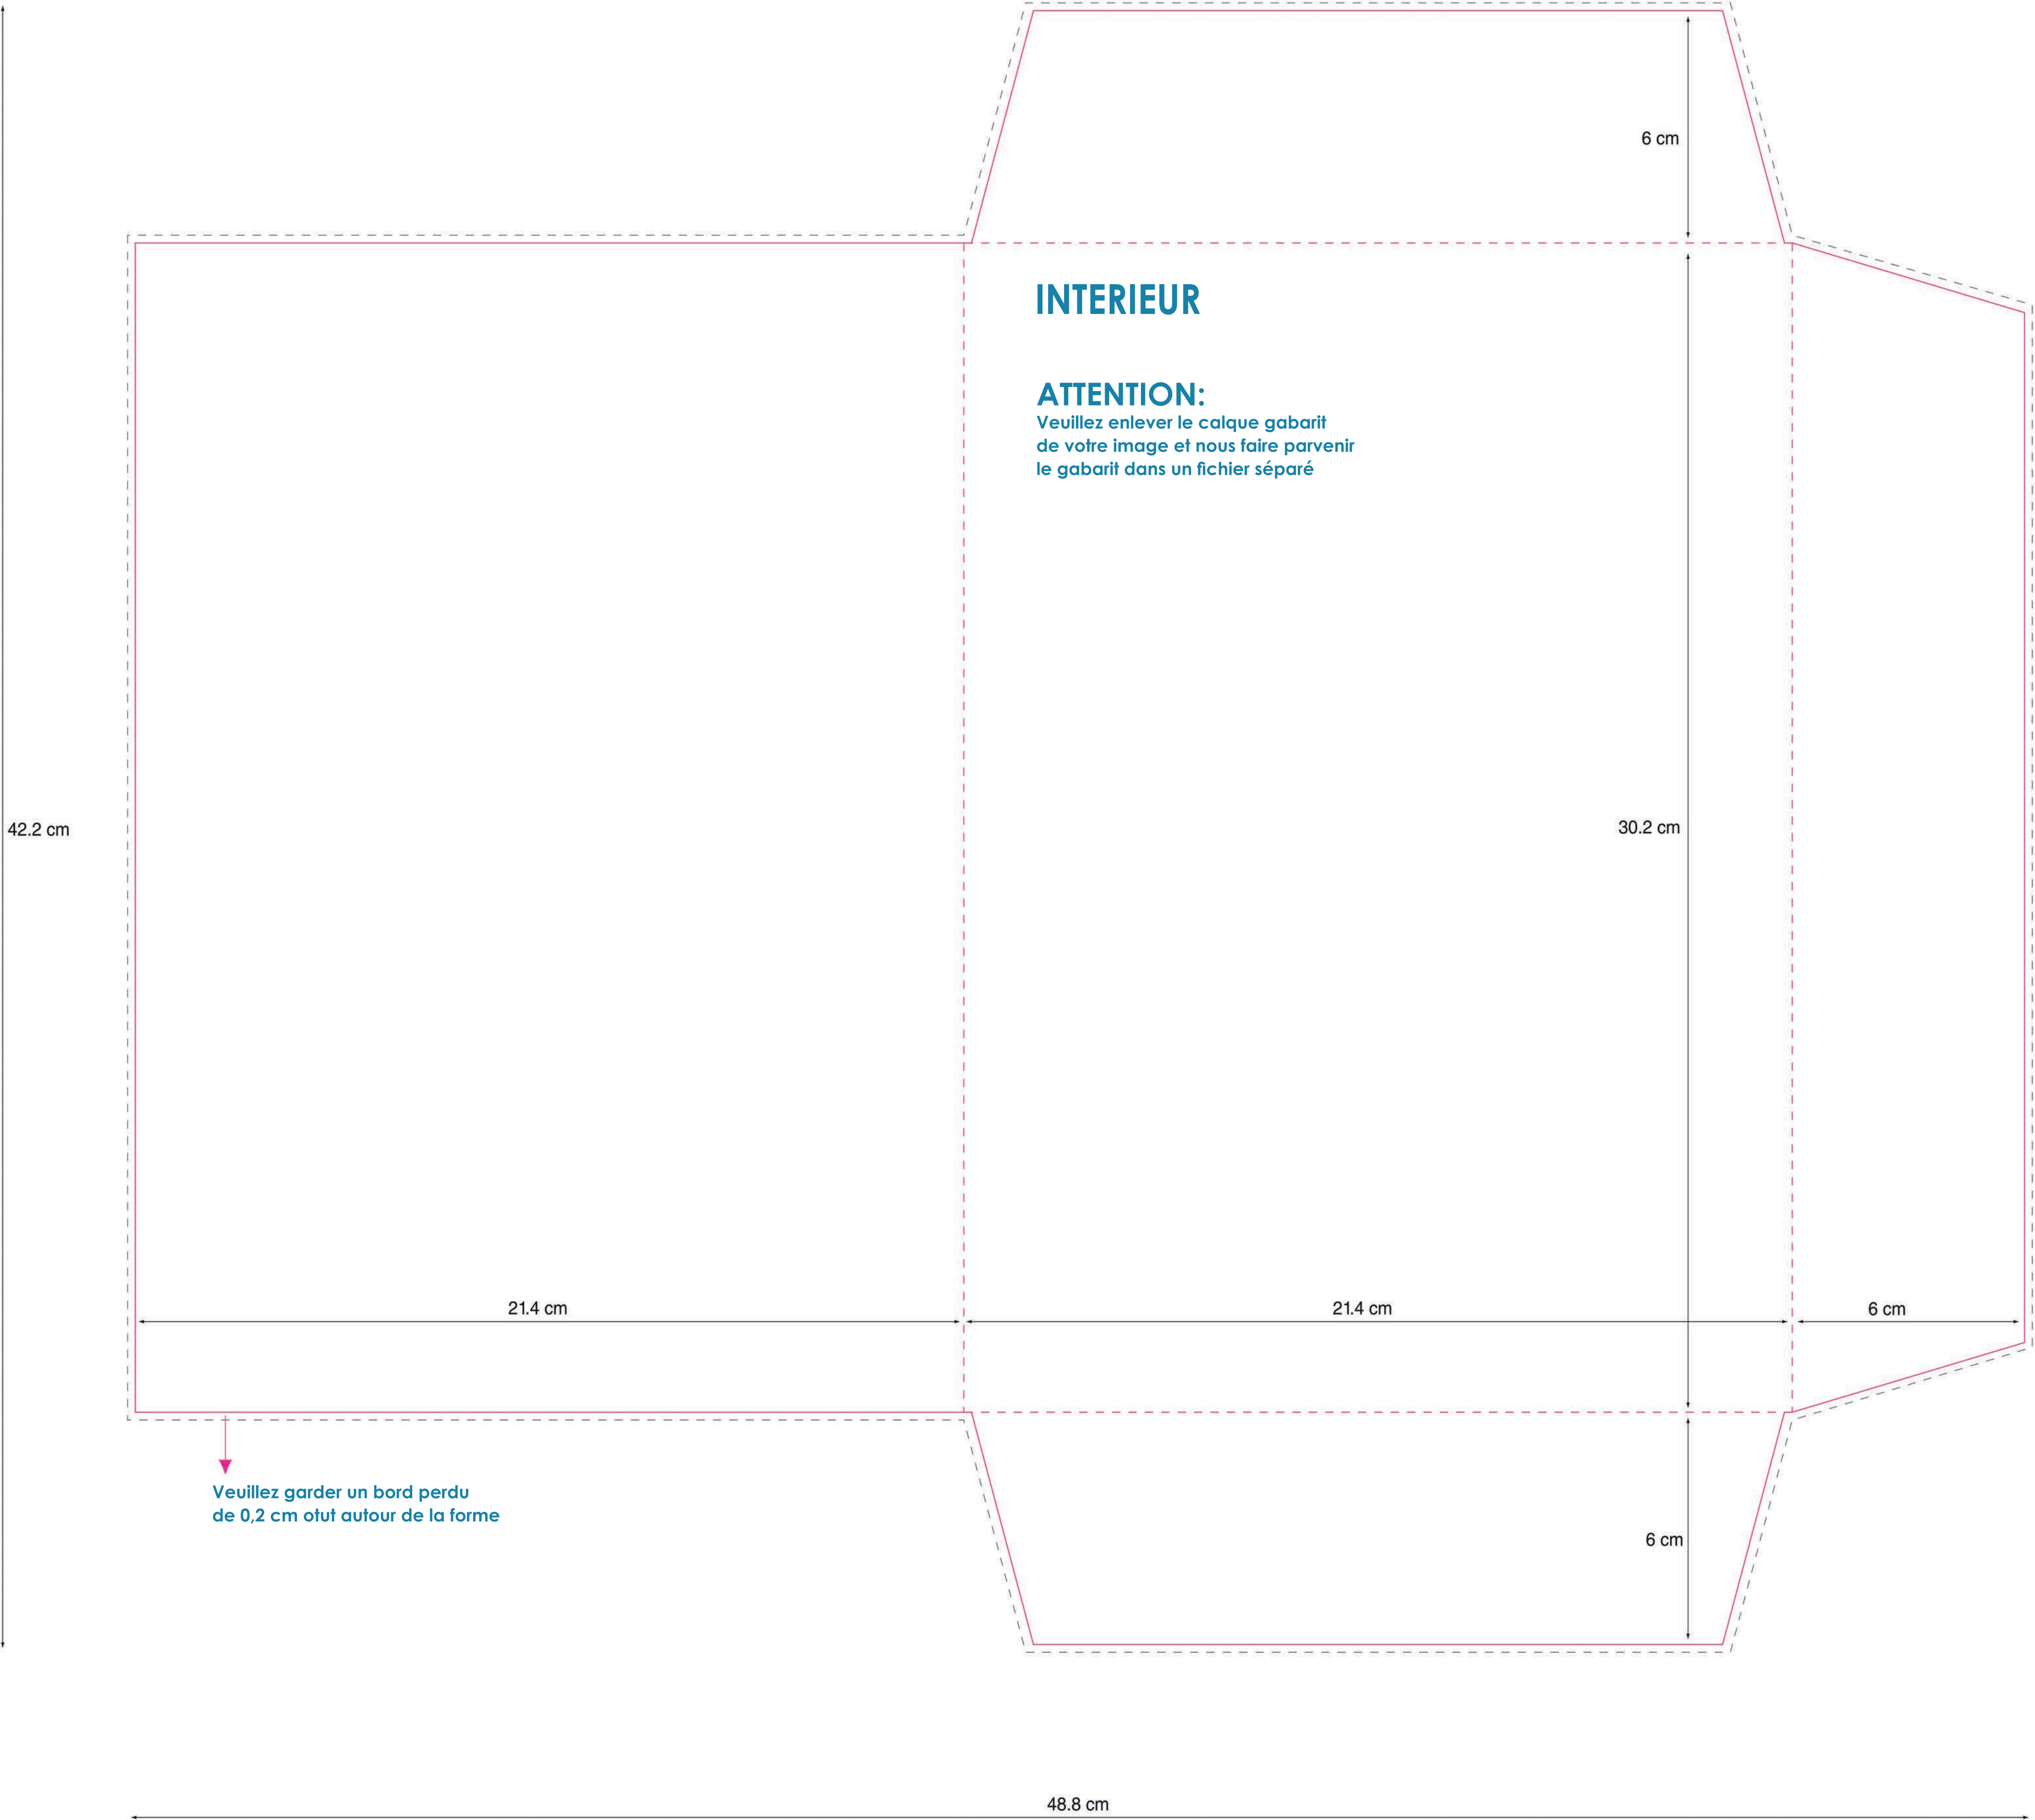 6 cm
INTERIEUR
ATTENTION:
Veuillez enlever le calque gabarit
de votre image et nous faire parvenir
le gabarit dans un fichier séparé
42.2 cm
30.2 cm
21.4 cm
21.4 cm
6 cm
Veuillez garder un bord perdu
de 0,2 cm otut autour de la forme
6 cm
48.8 cm